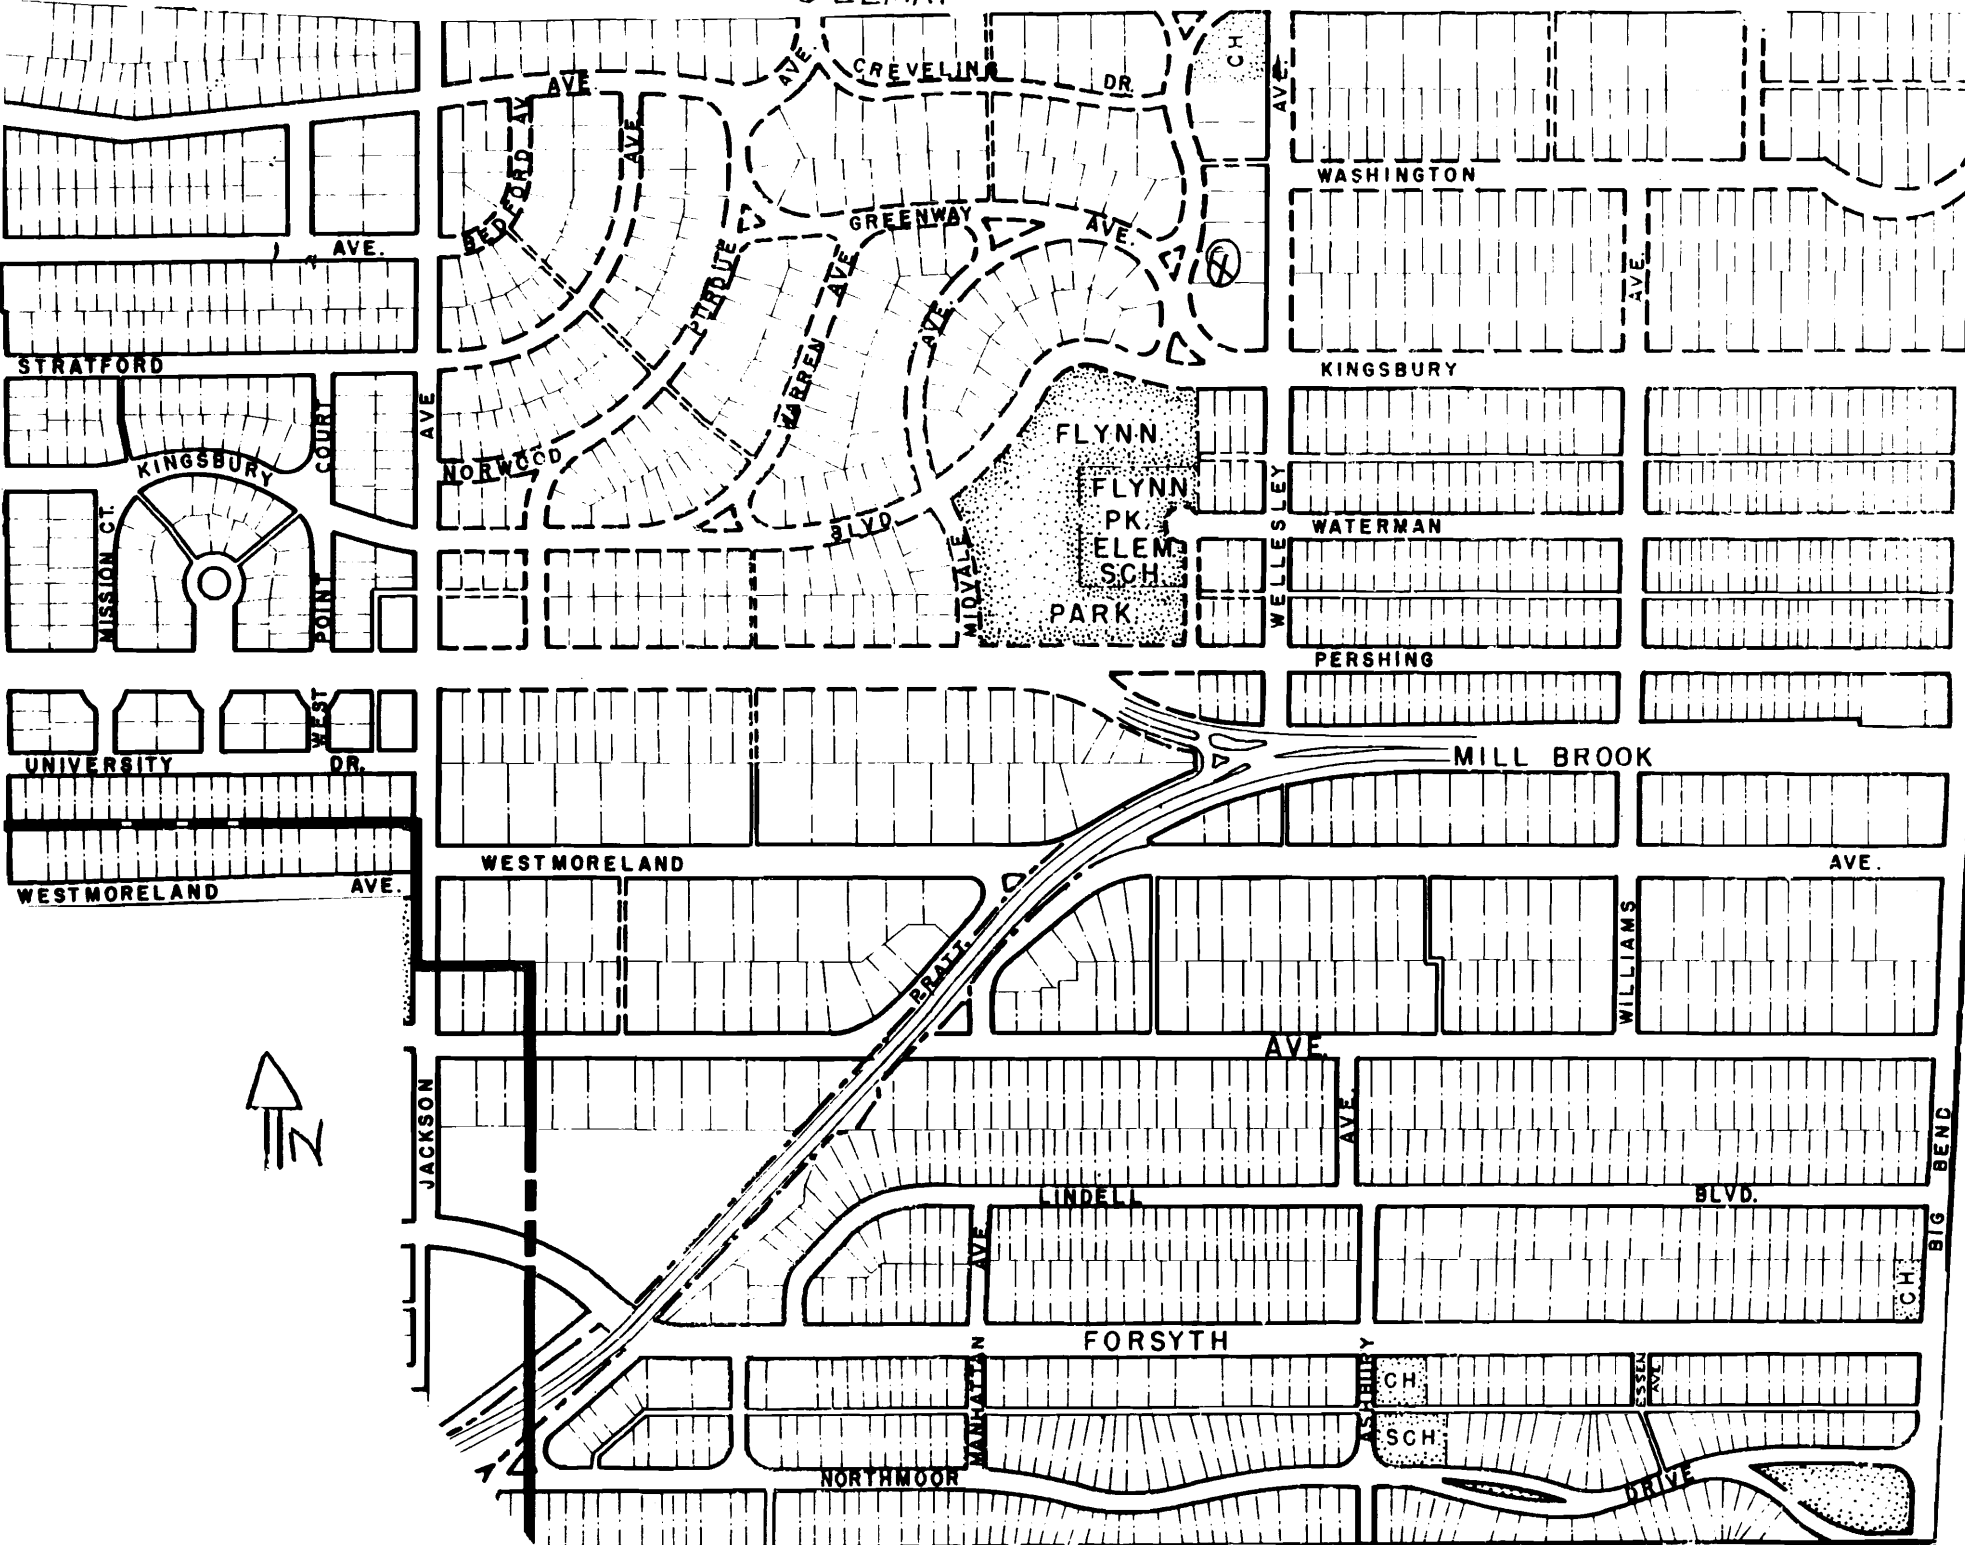 CH
AVE.
CREVELING
DR.
AVE.
AVE
BEDFORD AV.
AVE
WASHINGTON
GREENWAY
AVE.
AVE.
PURDUE
AVE
AVE.
AVE.
STRATFORD
WARREN
KINGSBURY
COURT
AVE
NORWOOD
KINGSBURY
FLYNN
FLYNN
PK.
ELEM.
SCH.
PARK
WELLESLEY
WATERMAN
MISSION CT.
BLVD.
MIDVALE
POINT
PERSHING
WEST
UNIVERSITY
DR.
MILL BROOK
WESTMORELAND
AVE.
WESTMORELAND
AVE.
WILLIAMS
PRATT
AVE.
JACKSON
AVE.
BIG BEND
N
LINDELL
BLVD.
AVE
CH.
FORSYTH
MANHATTAN
ASHBURY
CH.
ESSEN
AVE
SCH.
NORTHMOOR
DRIVE